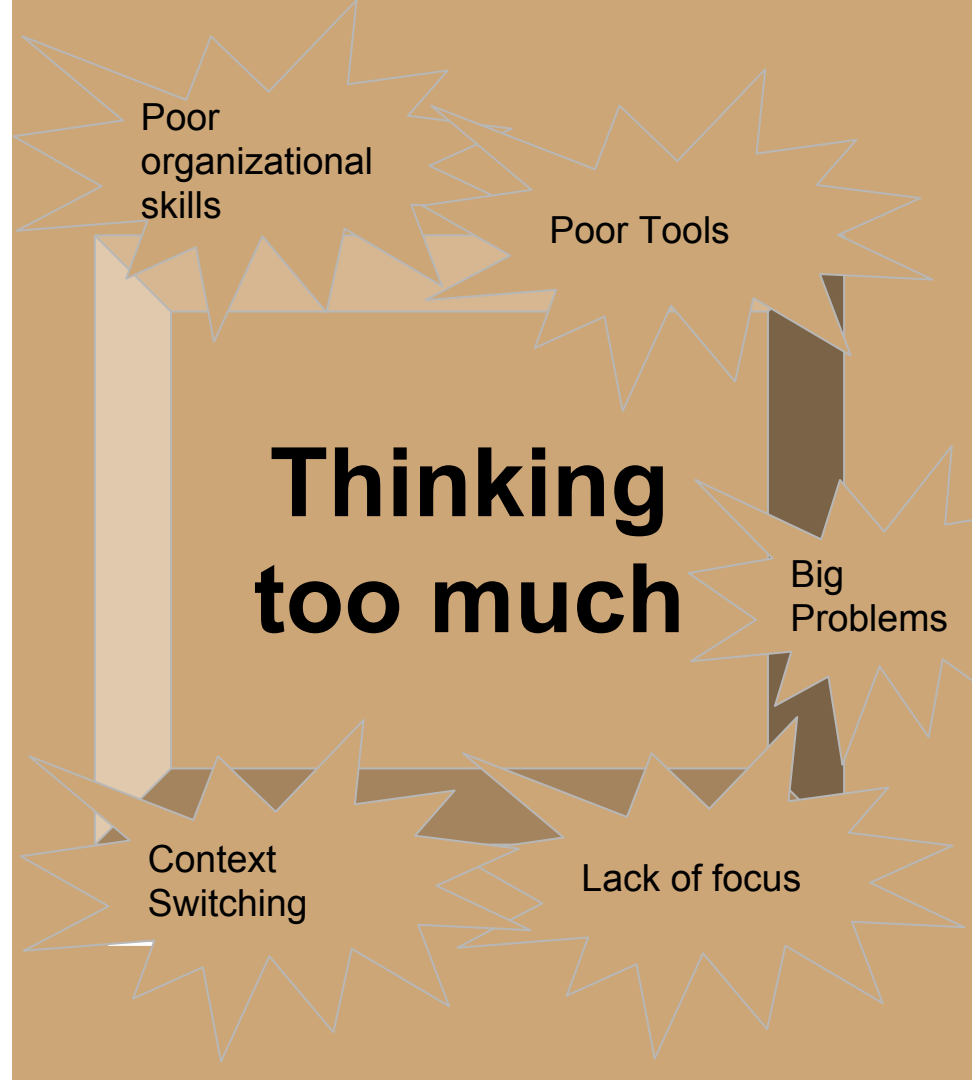 Poor
organizational
skills
Poor Tools
Thinking
too much
Big
Problems
Context
Switching
Lack of focus